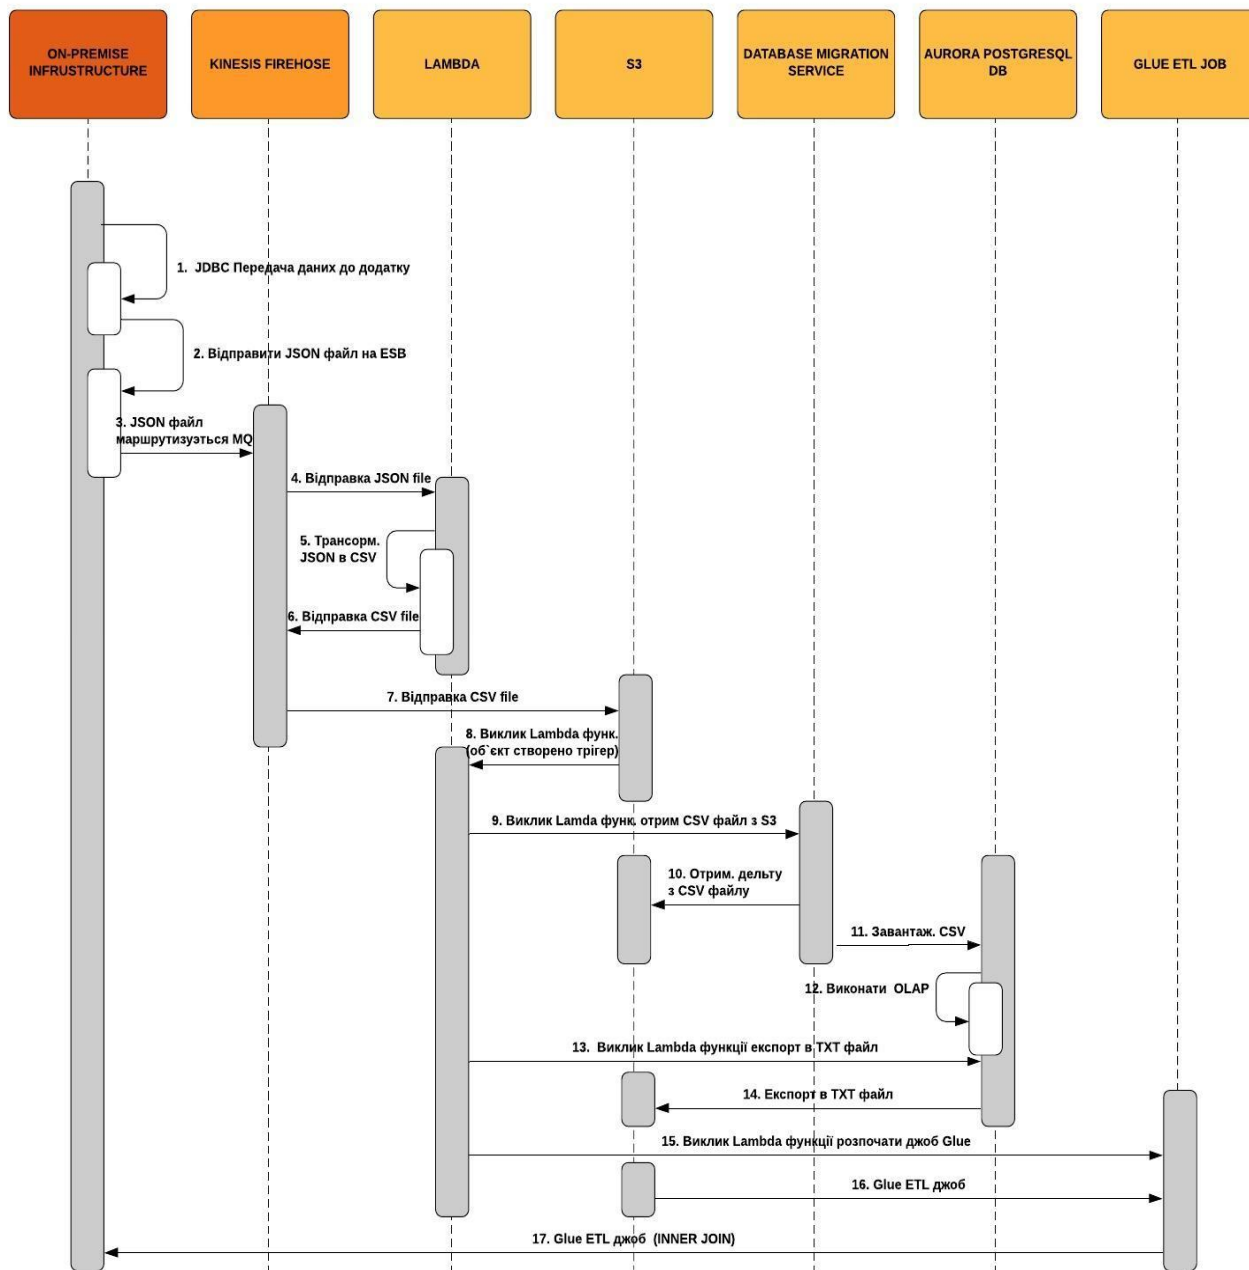 ON-PREMISE
INFRUSTRUCTURE
KINESIS FIREHOSE
LAMBDA
S3
DATABASE MIGRATION
SERVICE
AURORA POSTGRESQL
DB
GLUE ETL JOB
1. JDBC Передача даних до додатку
2. Відправити JSON файл на ESB
3. JSON файл
маршрутизуэться MQ
4. Відправка JSON file
5. Трансорм.
JSON в CSV
6. Відправка CSV file
7. Відправка CSV file
8. Виклик Lambda функ.
(об`єкт створено трігер)
9. Виклик Lamda функ. отрим CSV файл з S3
10. Отрим. дельту
з CSV файлу
11. Завантаж. CSV
12. Виконати OLAP
13. Виклик Lambda функції експорт в TXT файл
14. Експорт в TXT файл
15. Виклик Lambda функції розпочати джоб Glue
16. Glue ETL джоб
17. Glue ETL джоб (INNER JOIN)